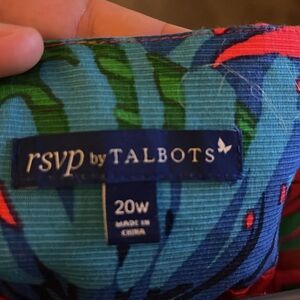 rsvp by TALBOTS
20W
MADE IN
CHINA